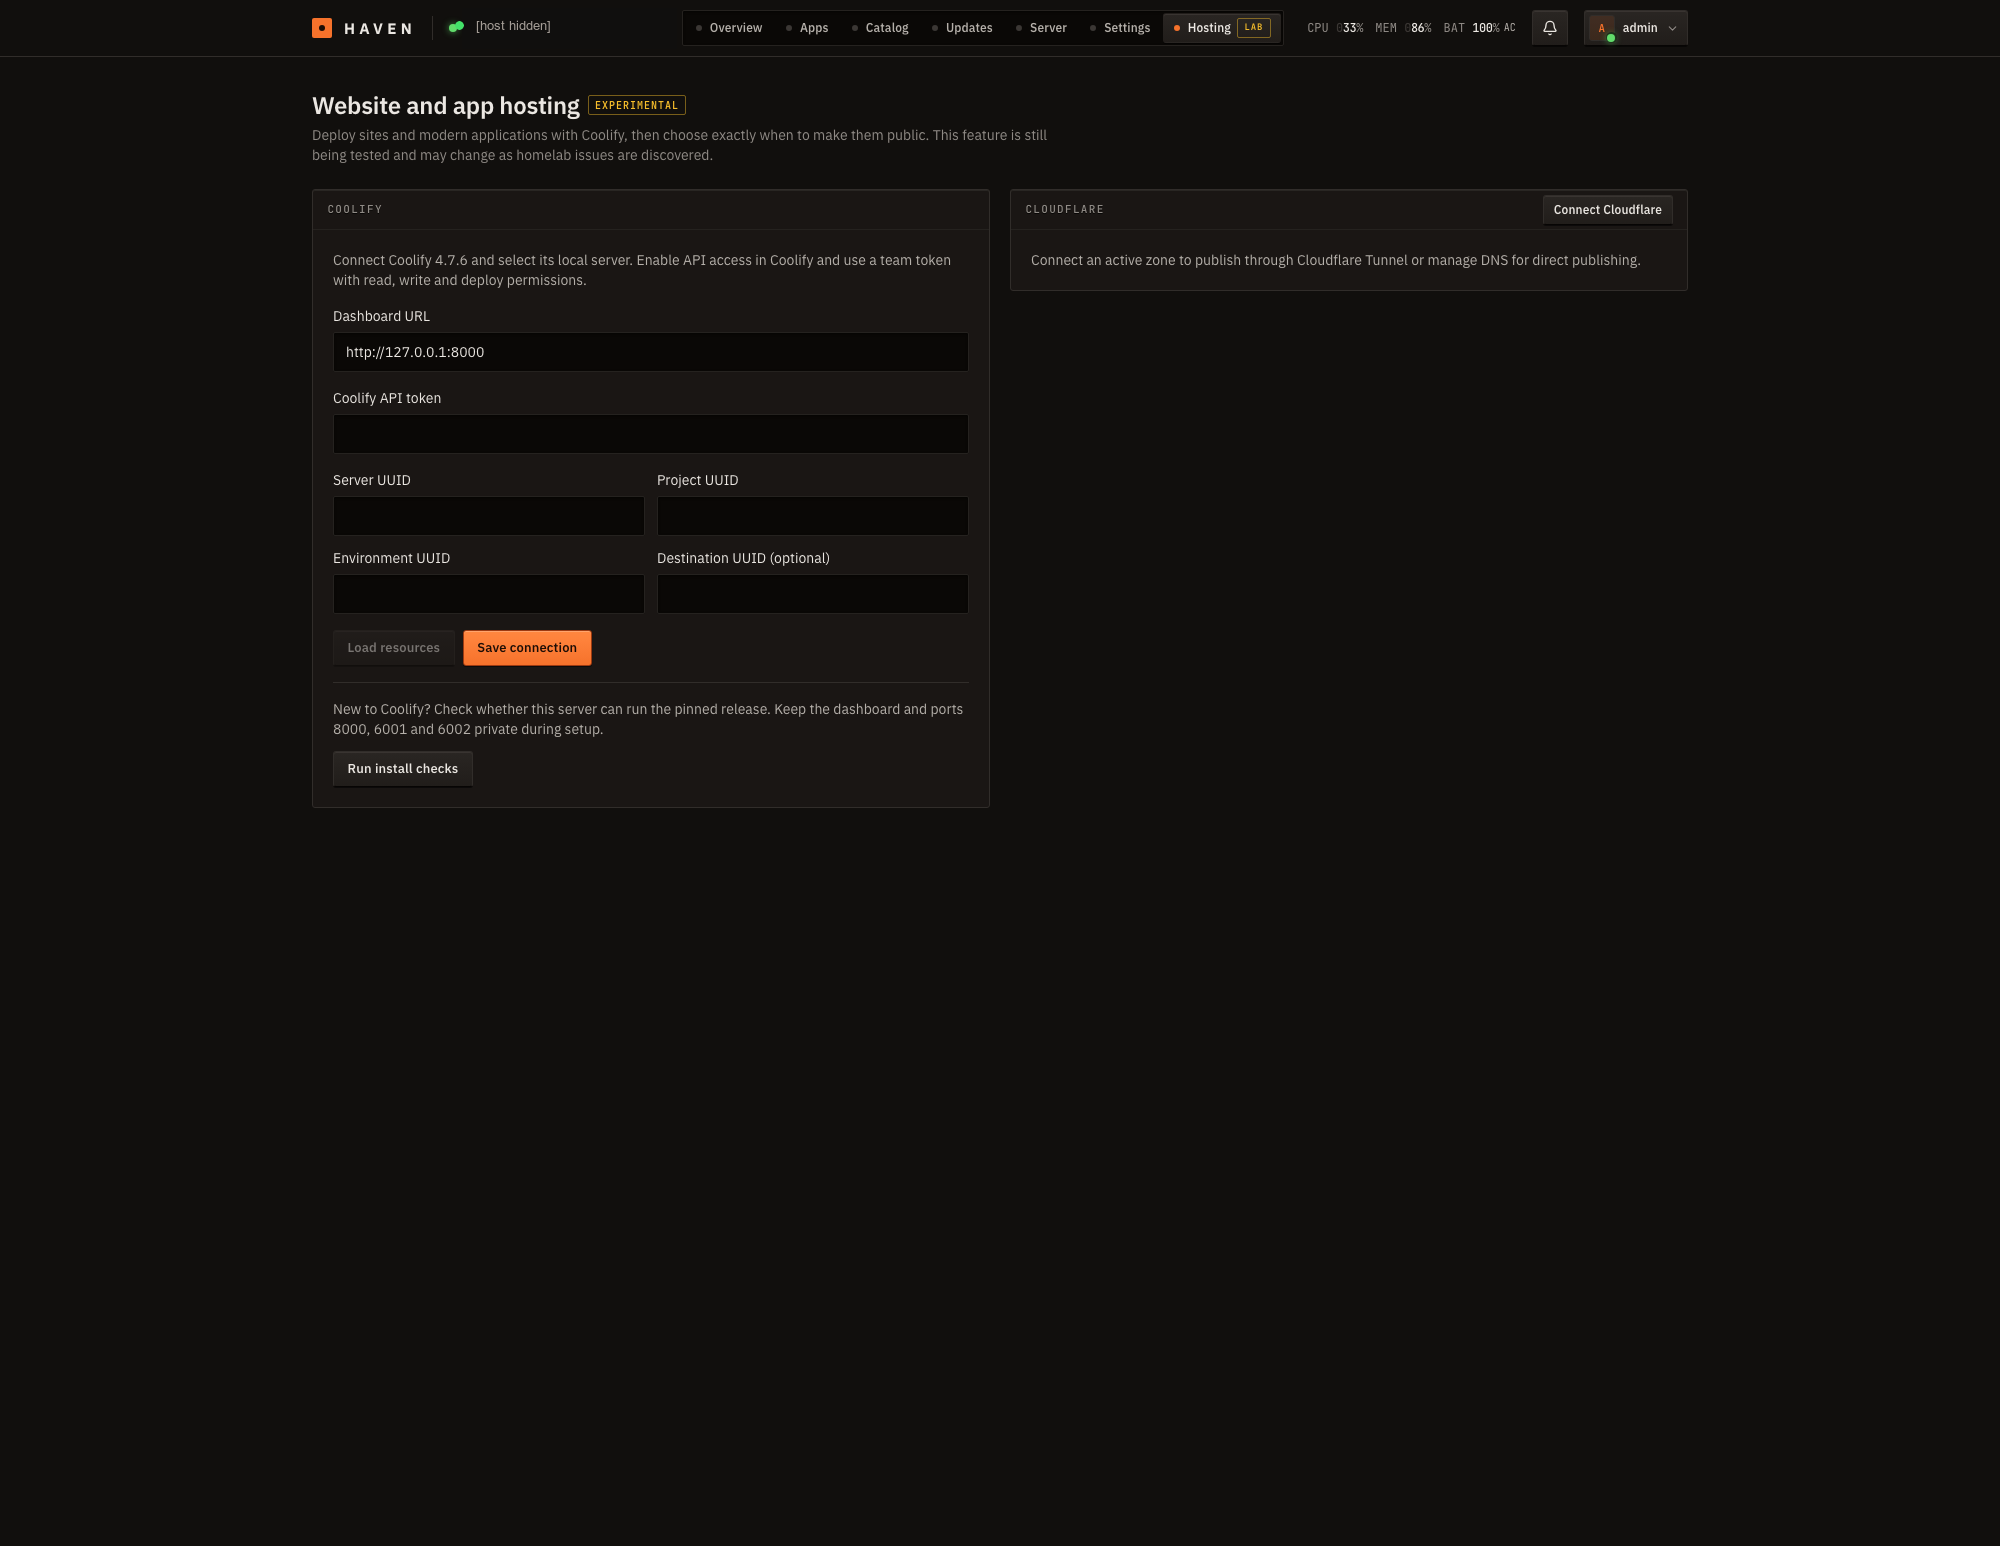 HAVEN
[host hidden]
Overview
Apps
Catalog
Updates
Server
Settings
Hosting LAB
CPU 033% MEM 086% BAT 100% AC
A admin
Website and app hosting EXPERIMENTAL
Deploy sites and modern applications with Coolify, then choose exactly when to make them public. This feature is still
being tested and may change as homelab issues are discovered.
COOLIFY
Connect Coolify 4.7.6 and select its local server. Enable API access in Coolify and use a team token
with read, write and deploy permissions.
Dashboard URL
http://127.0.0.1:8000
Coolify API token
Server UUID
Project UUID
Environment UUID
Destination UUID (optional)
Load resources
Save connection
New to Coolify? Check whether this server can run the pinned release. Keep the dashboard and ports
8000, 6001 and 6002 private during setup.
Run install checks
CLOUDFLARE
Connect Cloudflare
Connect an active zone to publish through Cloudflare Tunnel or manage DNS for direct publishing.